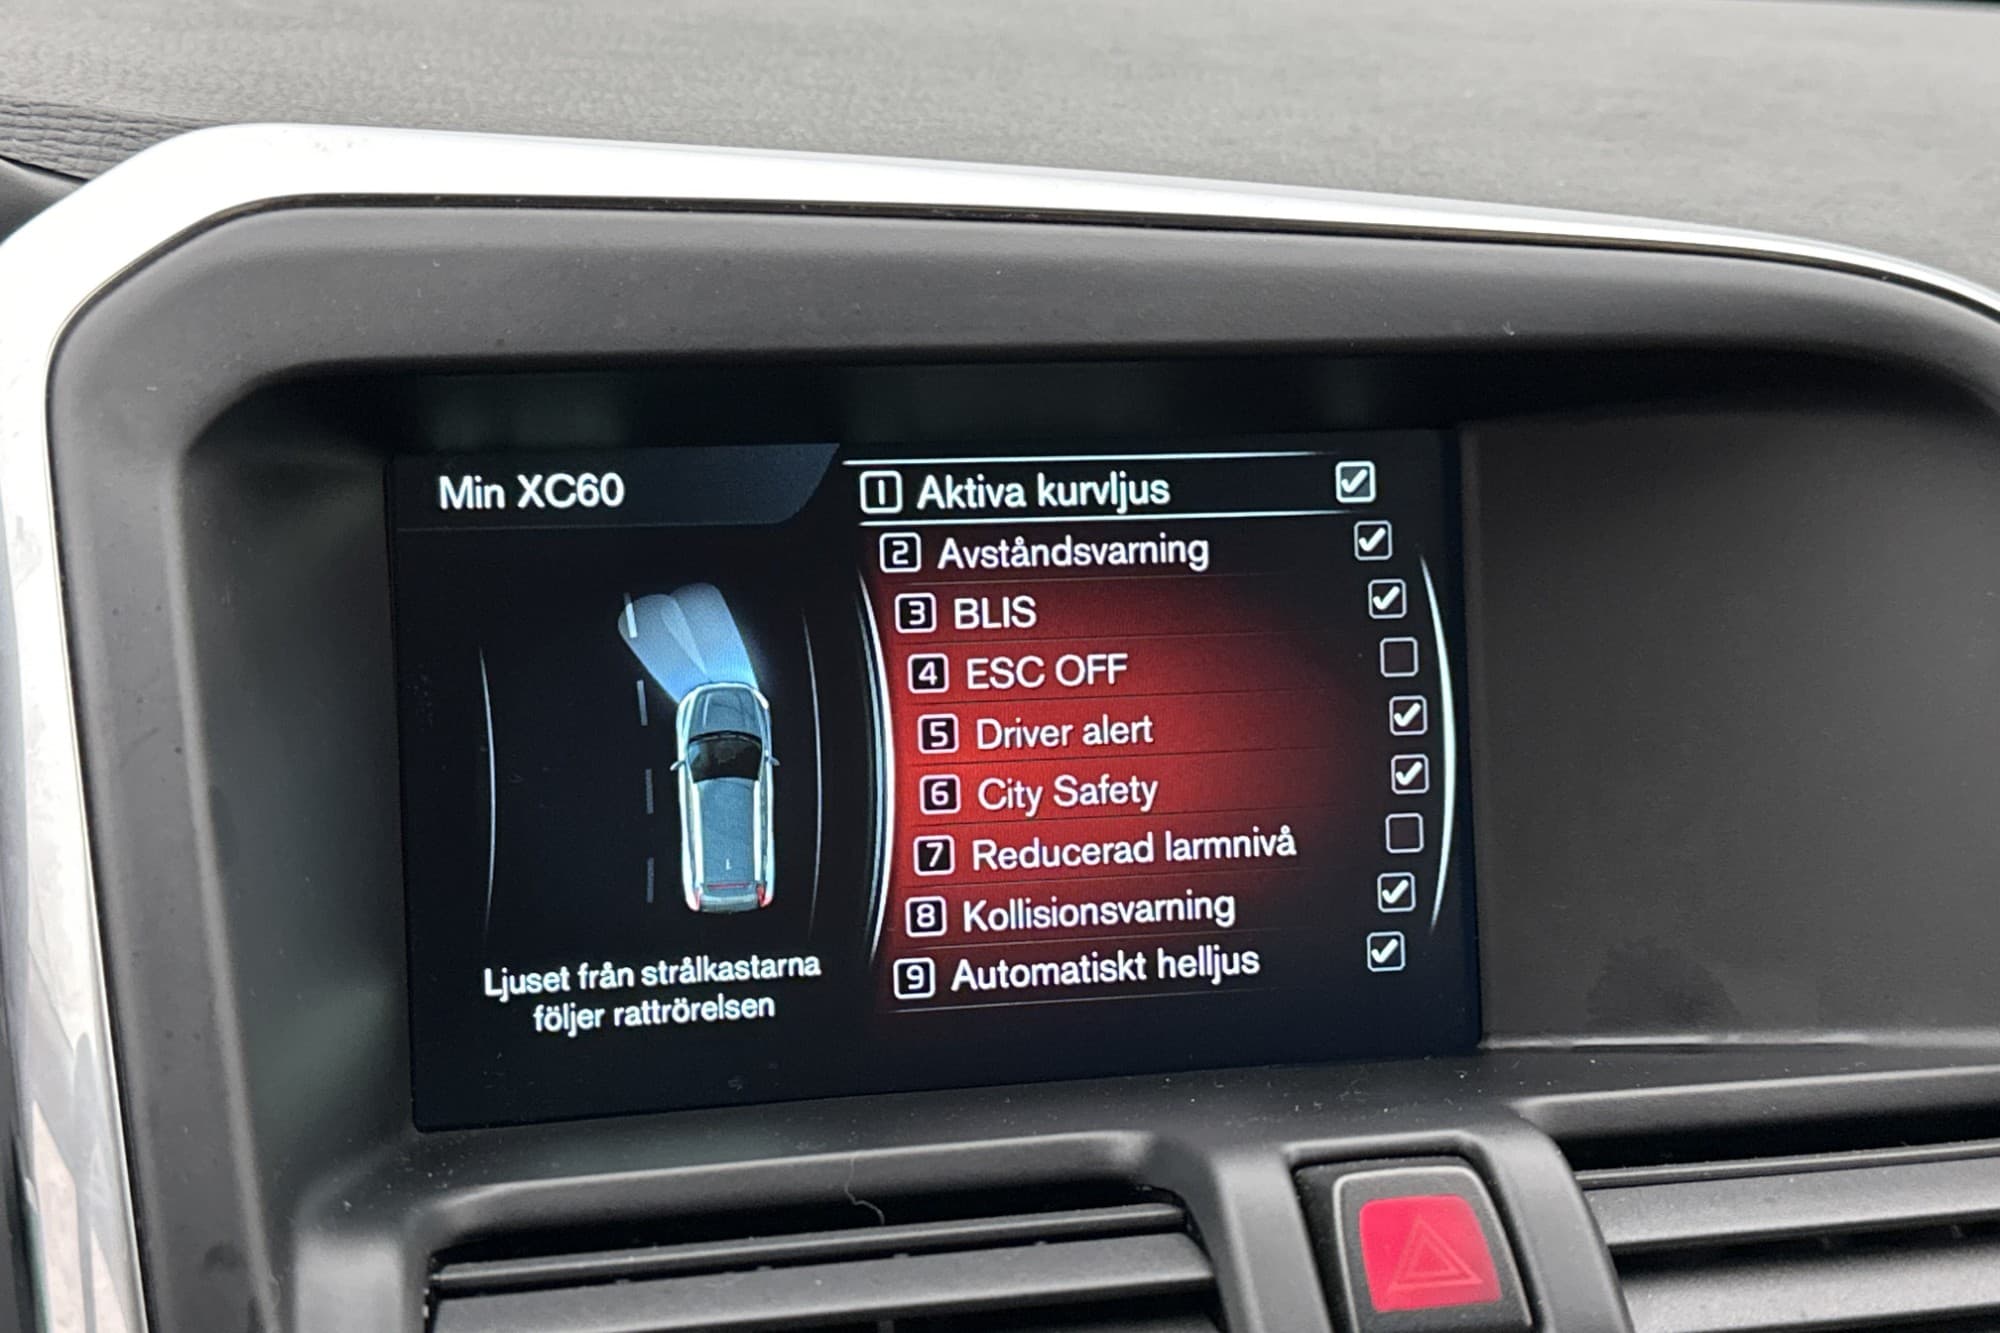 Min XC60
1 Aktiva kurvljus
2 Avståndsvarning
3 BLIS
4 ESC OFF
5 Driver alert
6 City Safety
7 Reducerad larmnivå
8 Kollisionsvarning
9 Automatiskt helljus
Ljuset från strålkastarna
följer rattrörelsen